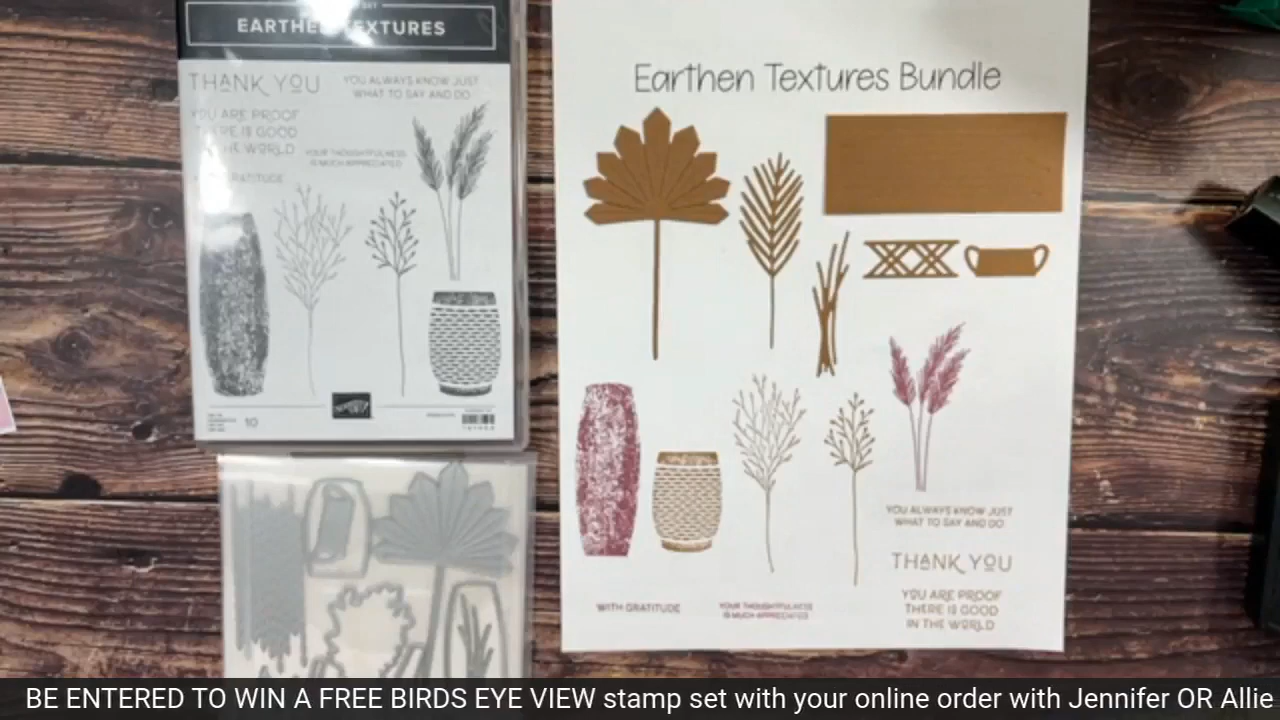 EARTHEN TEXTURES
THANK YOU
YOU ALWAYS KNOW JUST
WHAT TO SAY AND DO
YOU ARE PROOF
THERE IS GOOD
IN THE WORLD
YOUR THOUGHTFULNESS
IS MUCH APPRECIATED
GRATITUDE
10
Earthen Textures Bundle
YOU ALWAYS KNOW JUST
WHAT TO SAY AND DO
THANK YOU
WITH GRATITUDE
YOUR THOUGHTFULNESS
IS MUCH APPRECIATED
YOU ARE PROOF
THERE IS GOOD
IN THE WORLD
BE ENTERED TO WIN A FREE BIRDS EYE VIEW stamp set with your online order with Jennifer OR Allie